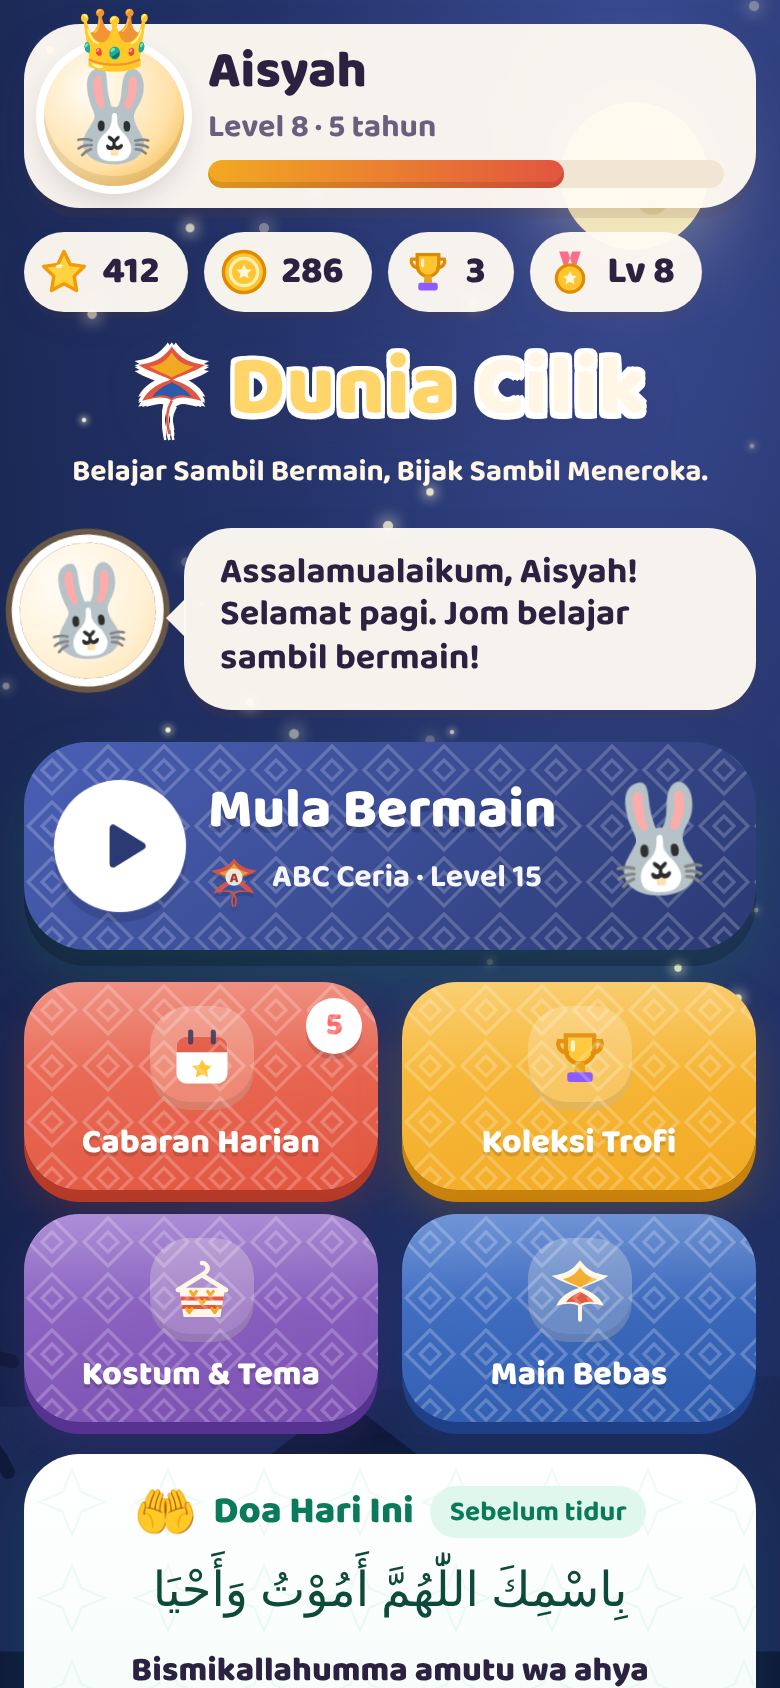 Aisyah
Level 8 · 5 tahun
412
286
3
Lv 8
Dunia Cilik
Belajar Sambil Bermain, Bijak Sambil Meneroka.
Assalamualaikum, Aisyah!
Selamat pagi. Jom belajar
sambil bermain!
Mula Bermain
A
ABC Ceria · Level 15
5
Cabaran Harian
Koleksi Trofi
Kostum & Tema
Main Bebas
Doa Hari Ini
Sebelum tidur
بِاسْمِكَ اللّٰهُمَّ أَمُوْتُ وَأَحْيَا
Bismikallahumma amutu wa ahya